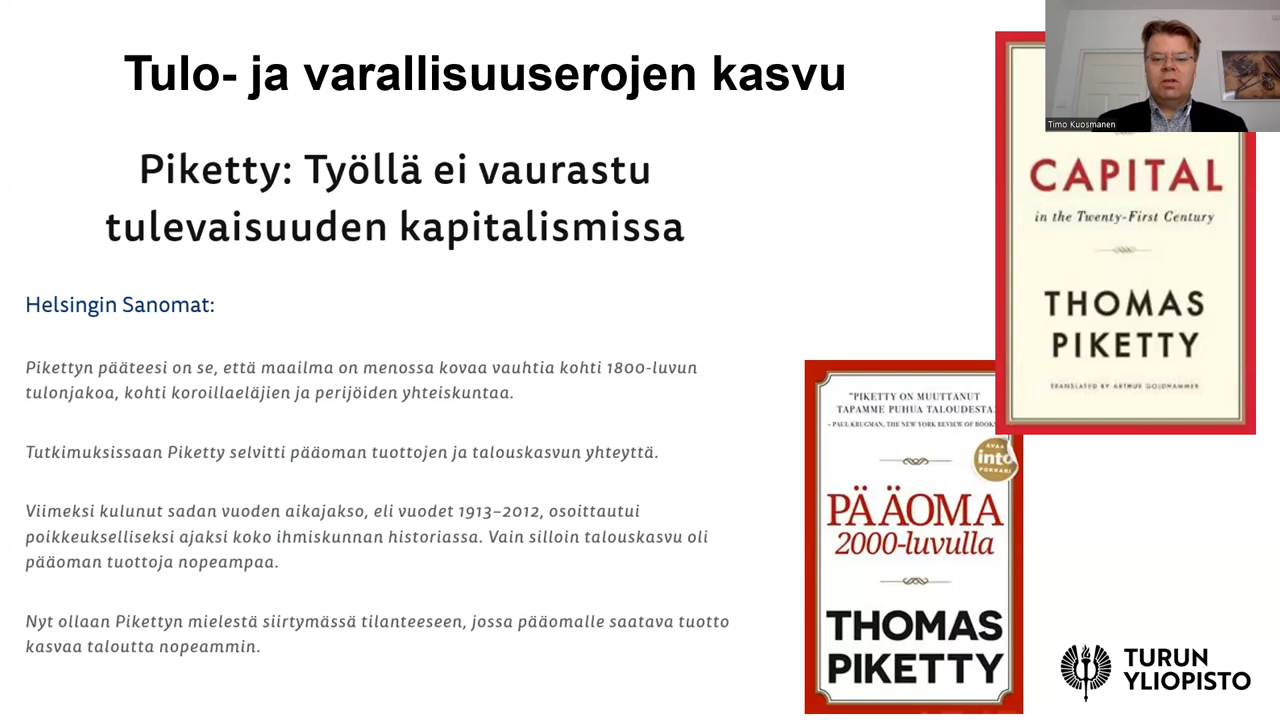 Tulo- ja varallisuuserojen kasvu
Piketty: Työllä ei vaurastu
tulevaisuuden kapitalismissa
Helsingin Sanomat:
Pikettyn pääteesi on se, että maailma on menossa kovaa vauhtia kohti 1800-luvun
tulonjakoa, kohti koroillaeläjien ja perijöiden yhteiskuntaa.
Tutkimuksissaan Piketty selvitti pääoman tuottojen ja talouskasvun yhteyttä.
Viimeksi kulunut sadan vuoden aikajakso, eli vuodet 1913–2012, osoittautui
poikkeukselliseksi ajaksi koko ihmiskunnan historiassa. Vain silloin talouskasvu oli
pääoman tuottoja nopeampaa.
Nyt ollaan Pikettyn mielestä siirtymässä tilanteeseen, jossa pääomalle saatava tuotto
kasvaa taloutta nopeammin.
Timo Kuosmanen
CAPITAL
in the Twenty-First Century
THOMAS
PIKETTY
TRANSLATED BY ARTHUR GOLDHAMMER
"PIKETTY ON MUUTTANUT
TAPAMME PUHUA TALOUDESTA.
– PAUL KRUGMAN, THE NEW YORK REVIEW OF BOOKS
into
POKKARI
PÄÄOMA
2000-luvulla
THOMAS
PIKETTY
TURUN
YLIOPISTO